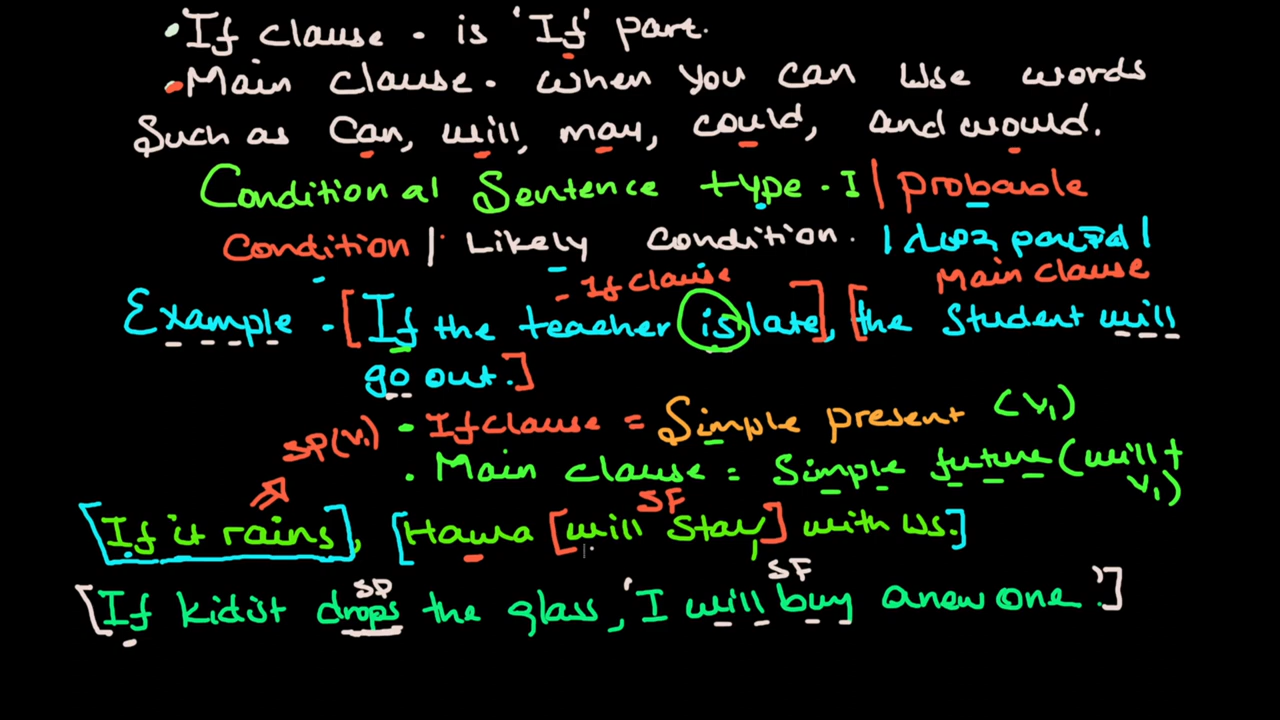 • If clause - is 'If' part.
• Main clause - when you can use words
Such as Can, will, may, could, and would.
Conditional Sentence type - I | probable
Condition | Likely condition.
- If clause Main clause
Example - [If the teacher is late], [the Student will
go out.]
SP(V1) • If clause = Simple present (V1)
• Main clause = Simple future (will +
V1)
SF
[If it rains], [Hawa [will Stay] with us.]
SP SF
[If kidist drops the glass, 'I will buy a new one.']